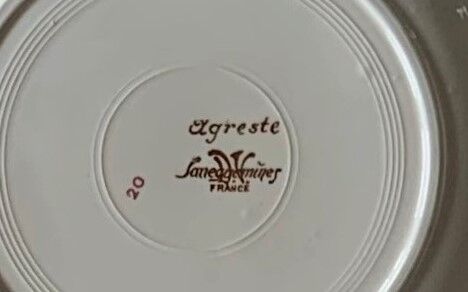 Agreste
Sarreguemines
FRANCE
20